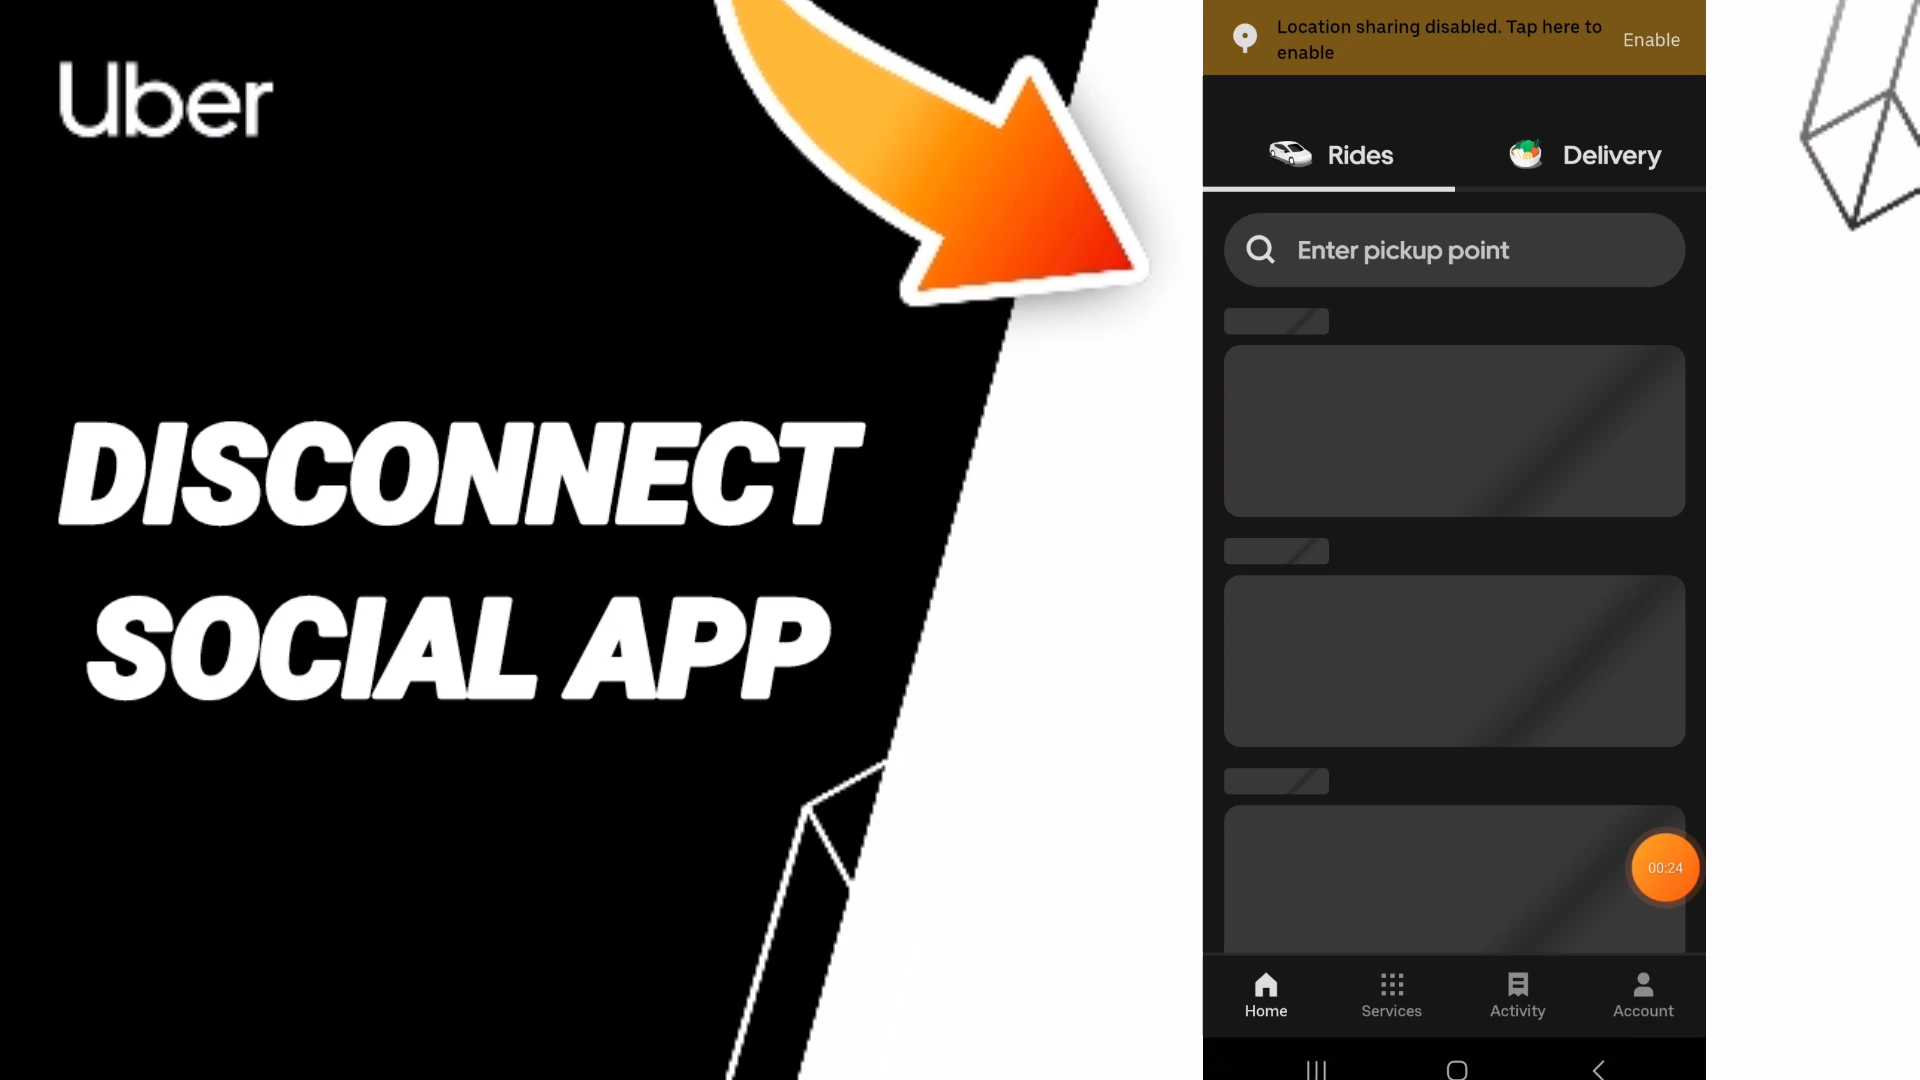 Uber
DISCONNECT
SOCIAL APP
Location sharing disabled. Tap here to
enable
Enable
Rides
Delivery
Enter pickup point
00:24
Home
Services
Activity
Account